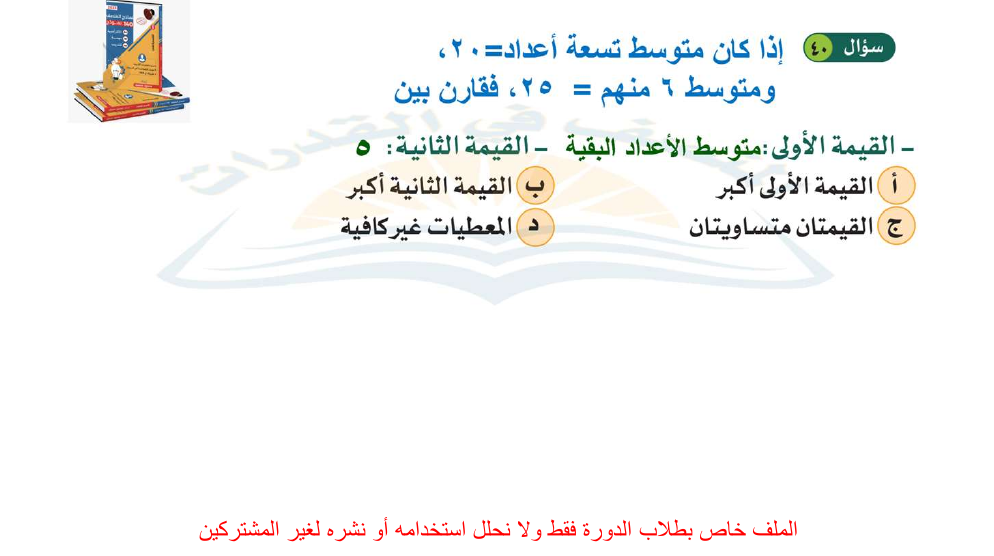 سؤال ٤٠ إذا كان متوسط تسعة أعداد=٢٠،
ومتوسط ٦ منهم = ٢٥، فقارن بين
- القيمة الأولى:متوسط الأعداد البقية - القيمة الثانية: ٥
أ القيمة الأولى أكبر ب القيمة الثانية أكبر
ج القيمتان متساويتان د المعطيات غير كافية
الملف خاص بطلاب الدورة فقط ولا نحلل استخدامه أو نشره لغير المشتركين